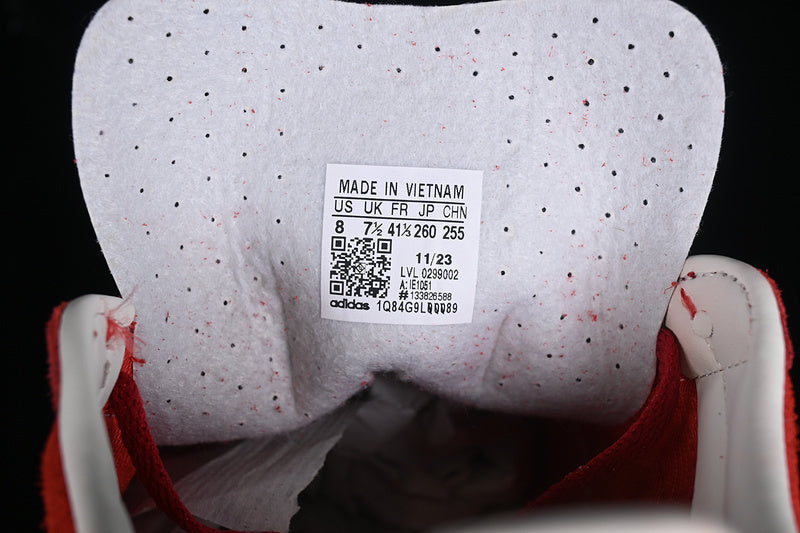 MADE IN VIETNAM
US UK FR JP CHN
8 7½ 41⅓ 260 255
11/23
LVL 0299002
A: IE1051
# 133826588
adidas 1Q84G9L